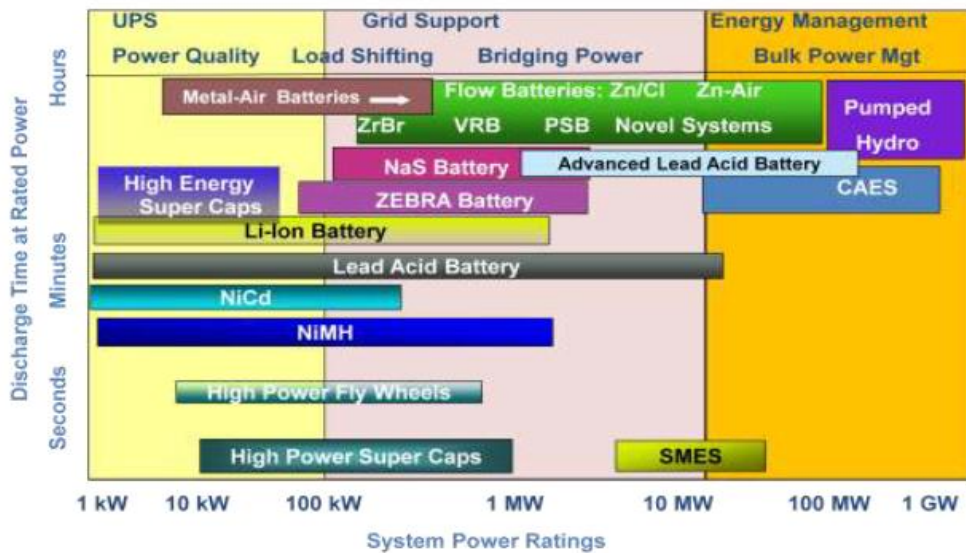 UPS Grid Support Energy Management
Power Quality Load Shifting Bridging Power Bulk Power Mgt
Discharge Time at Rated Power
Hours
Minutes
Seconds
Metal-Air Batteries
Flow Batteries: Zn/Cl Zn-Air
ZrBr VRB PSB Novel Systems
Pumped
Hydro
NaS Battery
Advanced Lead Acid Battery
High Energy
Super Caps
ZEBRA Battery
CAES
Li-Ion Battery
Lead Acid Battery
NiCd
NiMH
High Power Fly Wheels
High Power Super Caps
SMES
1 kW 10 kW 100 kW 1 MW 10 MW 100 MW 1 GW
System Power Ratings